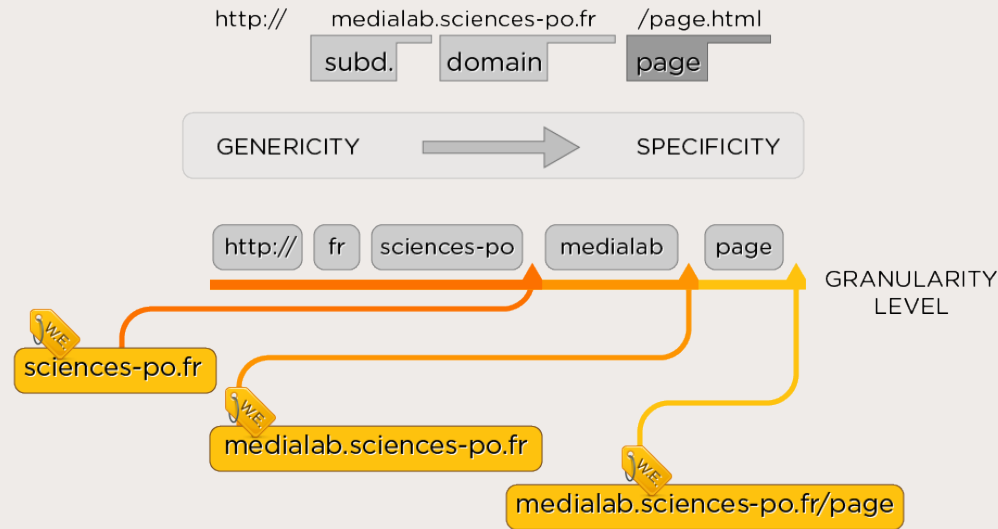 http:// medialab.sciences-po.fr /page.html
subd. domain page
GENERICITY SPECIFICITY
http:// fr sciences-po medialab page
GRANULARITY
LEVEL
W.E.
sciences-po.fr
W.E.
medialab.sciences-po.fr
W.E.
medialab.sciences-po.fr/page